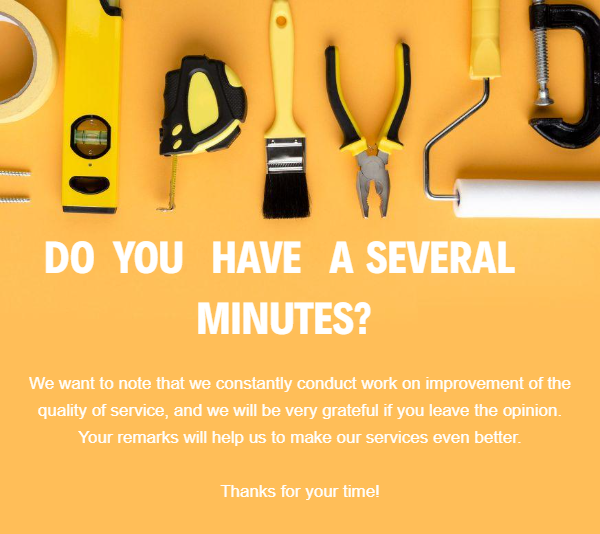 DO YOU HAVE A SEVERAL
MINUTES?
We want to note that we constantly conduct work on improvement of the
quality of service, and we will be very grateful if you leave the opinion.
Your remarks will help us to make our services even better.
Thanks for your time!